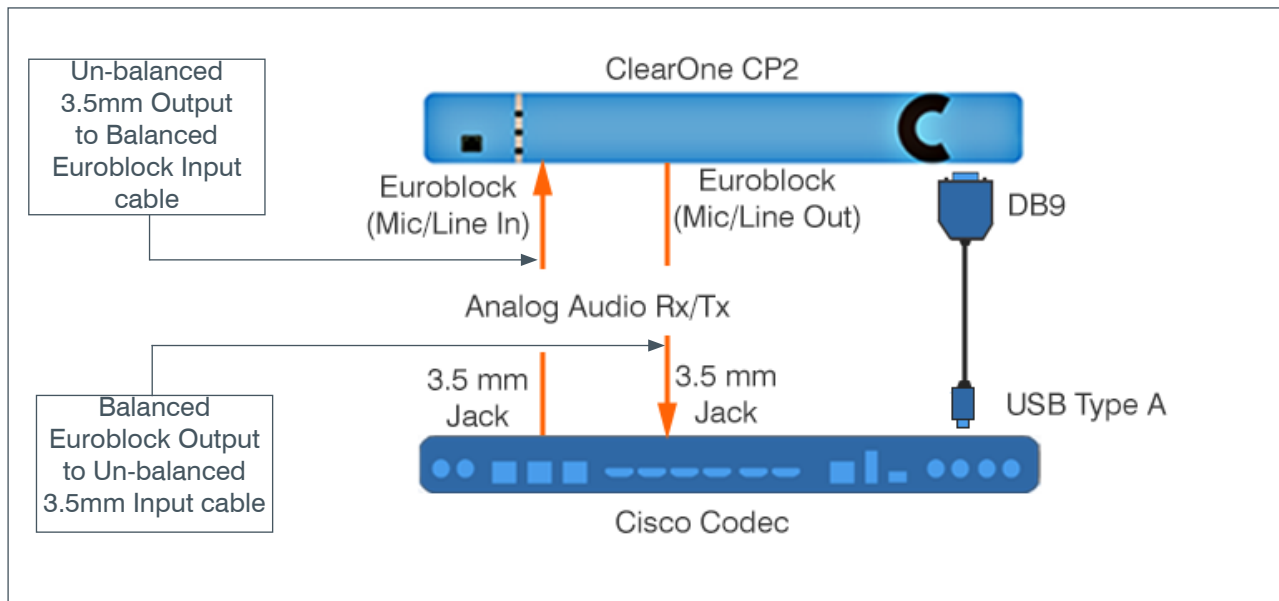 Un-balanced
3.5mm Output
to Balanced
Euroblock Input
cable
ClearOne CP2
Euroblock
(Mic/Line In)
Euroblock
(Mic/Line Out)
DB9
Analog Audio Rx/Tx
3.5 mm
Jack
3.5 mm
Jack
USB Type A
Balanced
Euroblock Output
to Un-balanced
3.5mm Input cable
Cisco Codec